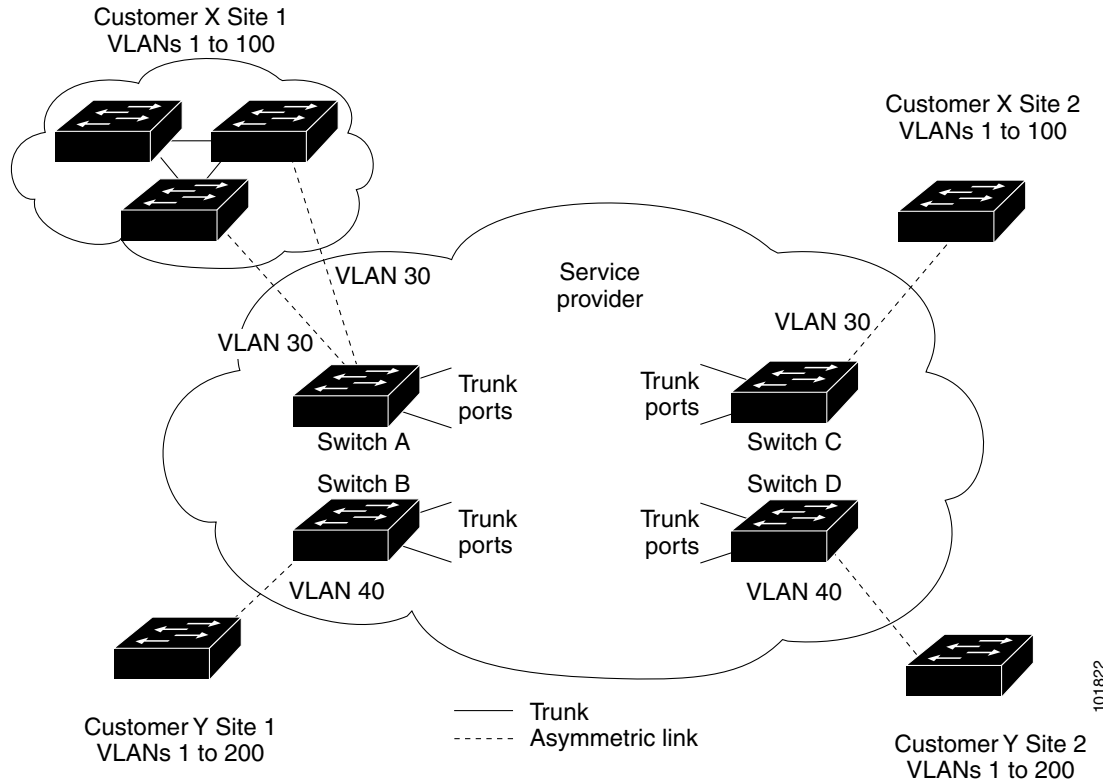 Customer X Site 1
VLANs 1 to 100
Customer X Site 2
VLANs 1 to 100
VLAN 30
Service
provider
VLAN 30
VLAN 30
Trunk
ports
Trunk
ports
Switch A
Switch C
Switch B
Switch D
Trunk
ports
Trunk
ports
VLAN 40
VLAN 40
Customer Y Site 1
VLANs 1 to 200
Trunk
Asymmetric link
Customer Y Site 2
VLANs 1 to 200
101822